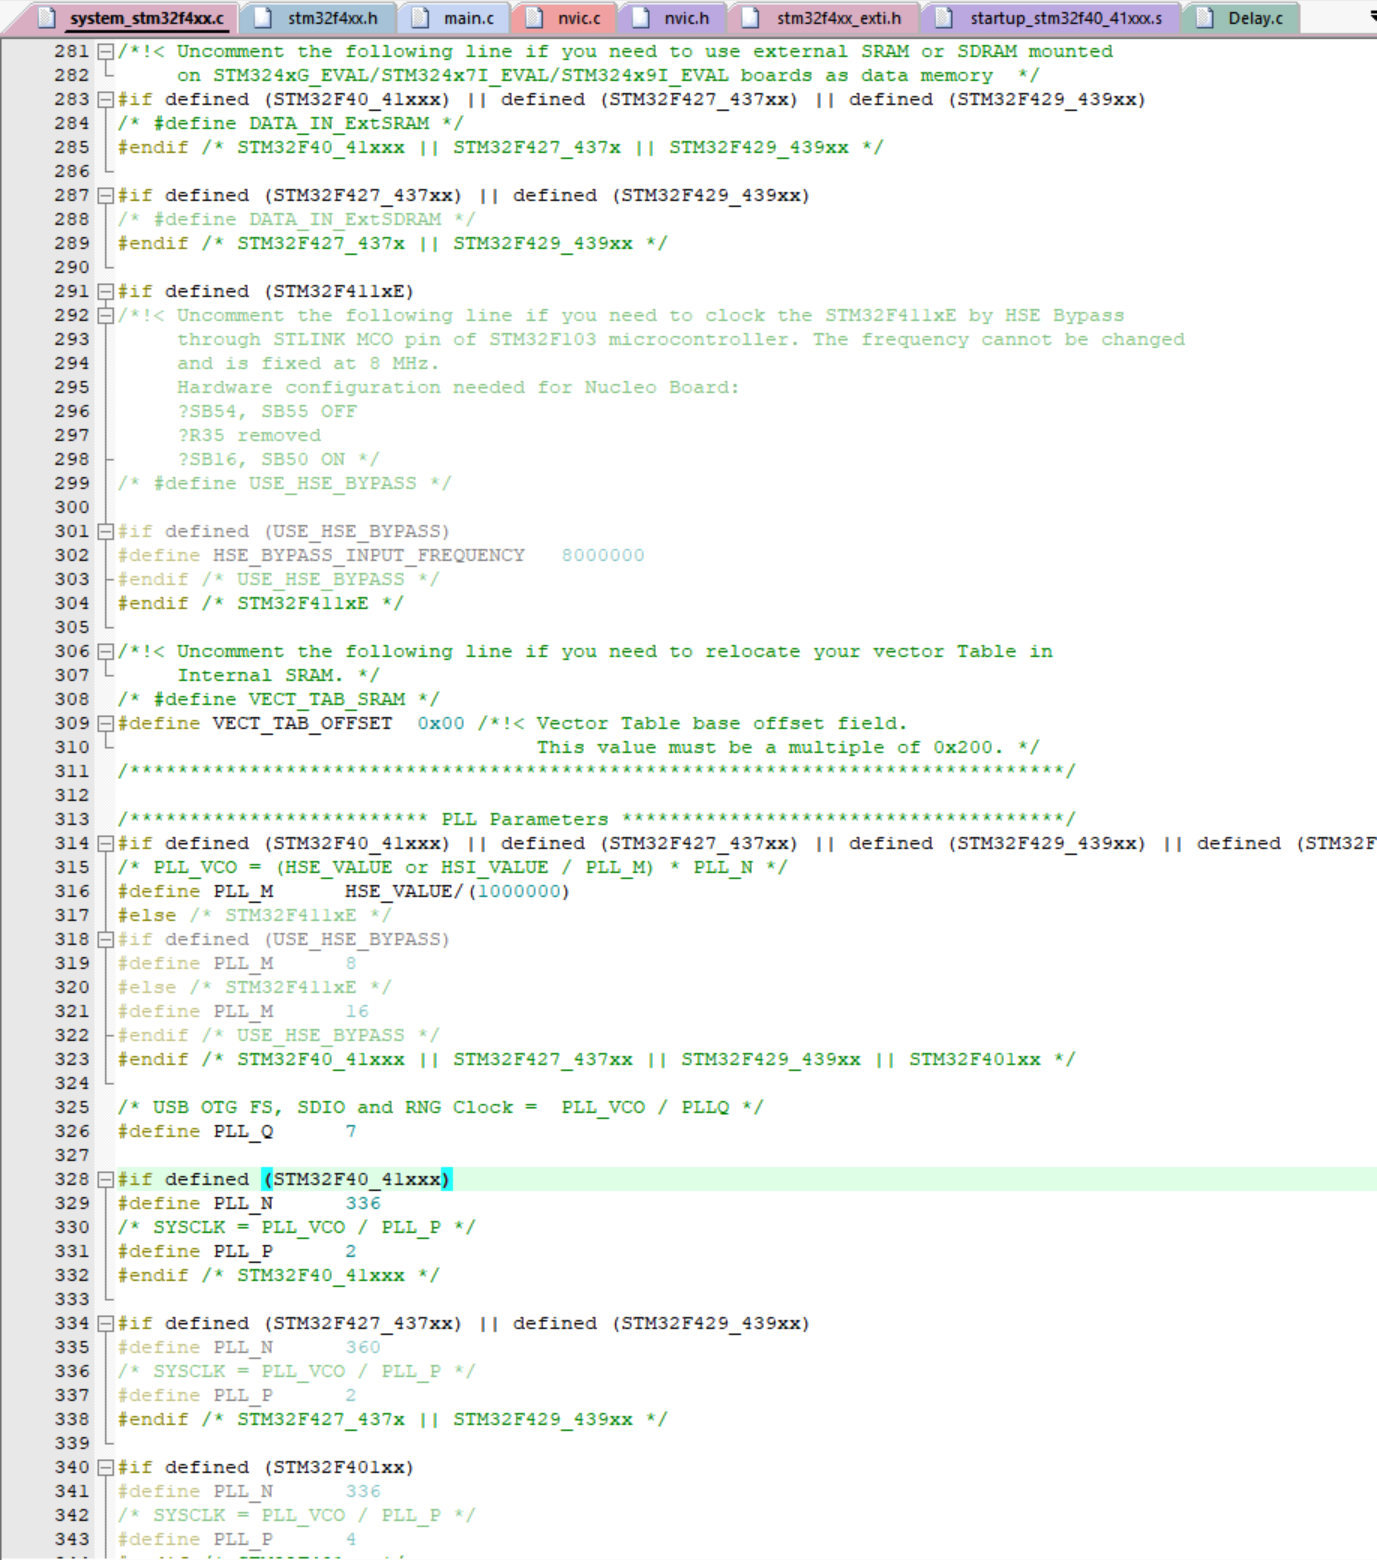 system_stm32f4xx.c stm32f4xx.h main.c nvic.c nvic.h stm32f4xx_exti.h startup_stm32f40_41xxx.s Delay.c
281 /*!< Uncomment the following line if you need to use external SRAM or SDRAM mounted
282 on STM324xG_EVAL/STM324x7I_EVAL/STM324x9I_EVAL boards as data memory */
283 #if defined (STM32F40_41xxx) || defined (STM32F427_437xx) || defined (STM32F429_439xx)
284 /* #define DATA_IN_ExtSRAM */
285 #endif /* STM32F40_41xxx || STM32F427_437x || STM32F429_439xx */
286
287 #if defined (STM32F427_437xx) || defined (STM32F429_439xx)
288 /* #define DATA_IN_ExtSDRAM */
289 #endif /* STM32F427_437x || STM32F429_439xx */
290
291 #if defined (STM32F411xE)
292 /*!< Uncomment the following line if you need to clock the STM32F411xE by HSE Bypass
293 through STLINK MCO pin of STM32F103 microcontroller. The frequency cannot be changed
294 and is fixed at 8 MHz.
295 Hardware configuration needed for Nucleo Board:
296 ?SB54, SB55 OFF
297 ?R35 removed
298 ?SB16, SB50 ON */
299 /* #define USE_HSE_BYPASS */
300
301 #if defined (USE_HSE_BYPASS)
302 #define HSE_BYPASS_INPUT_FREQUENCY 8000000
303 #endif /* USE_HSE_BYPASS */
304 #endif /* STM32F411xE */
305
306 /*!< Uncomment the following line if you need to relocate your vector Table in
307 Internal SRAM. */
308 /* #define VECT_TAB_SRAM */
309 #define VECT_TAB_OFFSET 0x00 /*!< Vector Table base offset field.
310 This value must be a multiple of 0x200. */
311 /******************************************************************************/
312
313 /************************* PLL Parameters *************************************/
314 #if defined (STM32F40_41xxx) || defined (STM32F427_437xx) || defined (STM32F429_439xx) || defined (STM32F
315 /* PLL_VCO = (HSE_VALUE or HSI_VALUE / PLL_M) * PLL_N */
316 #define PLL_M HSE_VALUE/(1000000)
317 #else /* STM32F411xE */
318 #if defined (USE_HSE_BYPASS)
319 #define PLL_M 8
320 #else /* STM32F411xE */
321 #define PLL_M 16
322 #endif /* USE_HSE_BYPASS */
323 #endif /* STM32F40_41xxx || STM32F427_437xx || STM32F429_439xx || STM32F401xx */
324
325 /* USB OTG FS, SDIO and RNG Clock = PLL_VCO / PLLQ */
326 #define PLL_Q 7
327
328 #if defined (STM32F40_41xxx)
329 #define PLL_N 336
330 /* SYSCLK = PLL_VCO / PLL_P */
331 #define PLL_P 2
332 #endif /* STM32F40_41xxx */
333
334 #if defined (STM32F427_437xx) || defined (STM32F429_439xx)
335 #define PLL_N 360
336 /* SYSCLK = PLL_VCO / PLL_P */
337 #define PLL_P 2
338 #endif /* STM32F427_437x || STM32F429_439xx */
339
340 #if defined (STM32F401xx)
341 #define PLL_N 336
342 /* SYSCLK = PLL_VCO / PLL_P */
343 #define PLL_P 4